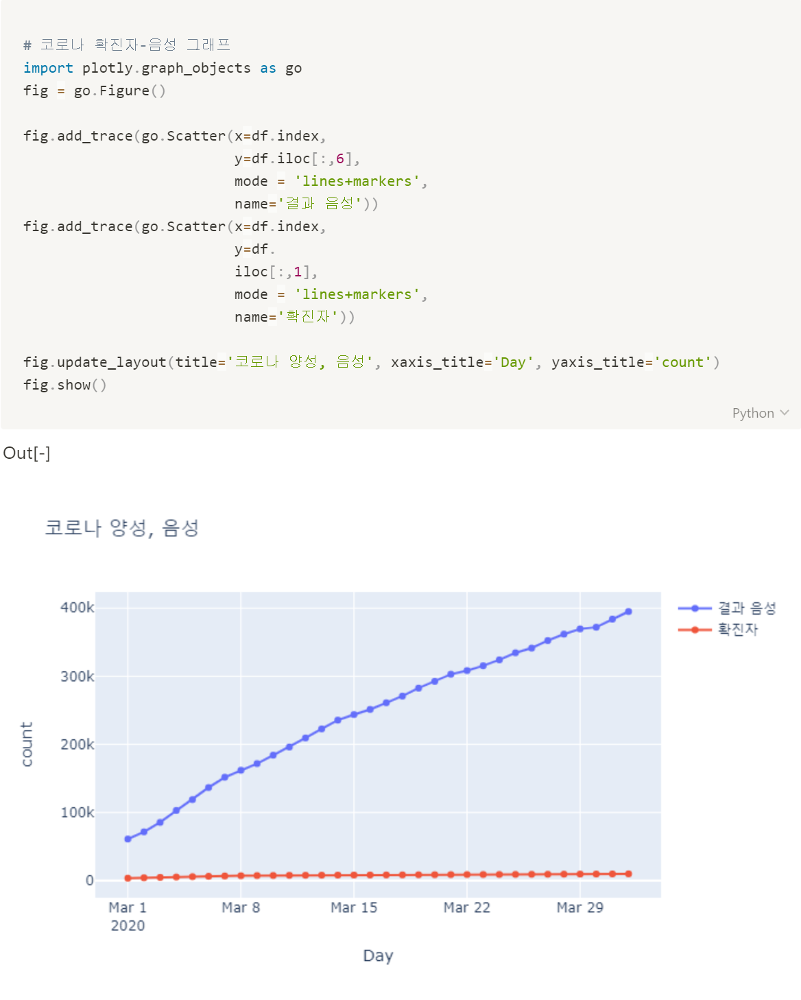 # 코로나 확진자-음성 그래프
import plotly.graph_objects as go
fig = go.Figure()
fig.add_trace(go.Scatter(x=df.index,
y=df.iloc[:,6],
mode = 'lines+markers',
name='결과 음성'))
fig.add_trace(go.Scatter(x=df.index,
y=df.
iloc[:,1],
mode = 'lines+markers',
name='확진자'))
fig.update_layout(title='코로나 양성, 음성', xaxis_title='Day', yaxis_title='count')
fig.show()
Python
Out[-]
코로나 양성, 음성
400k
300k
200k
100k
0
count
Mar 1
2020
Mar 8
Mar 15
Mar 22
Mar 29
Day
결과 음성
확진자